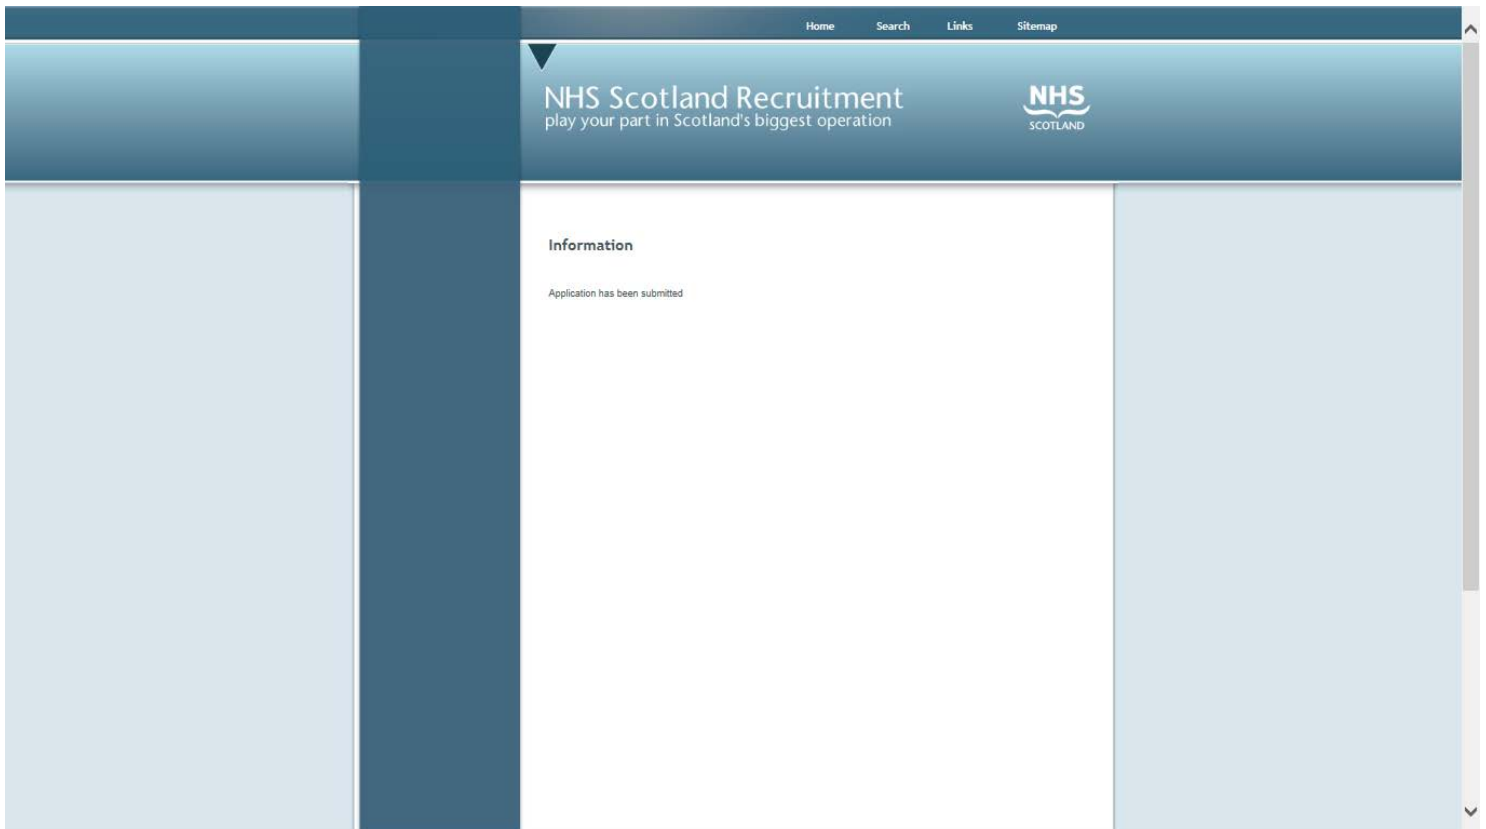 Home Search Links Sitemap
NHS Scotland Recruitment
play your part in Scotland's biggest operation
NHS
SCOTLAND
Information
Application has been submitted